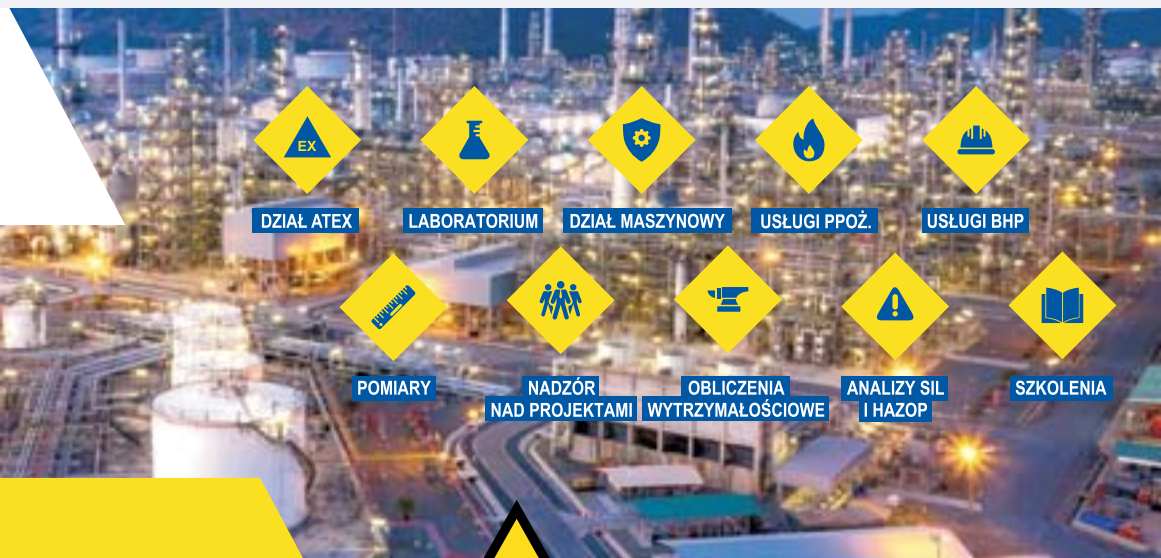 EX
DZIAŁ ATEX
LABORATORIUM
DZIAŁ MASZYNOWY
USŁUGI PPOŻ.
USŁUGI BHP
POMIARY
NADZÓR
NAD PROJEKTAMI
OBLICZENIA
WYTRZYMAŁOŚCIOWE
ANALIZY SIL
I HAZOP
SZKOLENIA